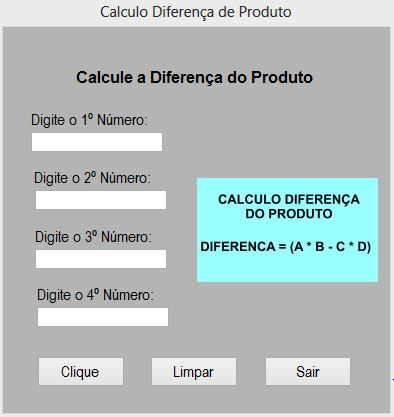 Calculo Diferença de Produto
Calcule a Diferença do Produto
Digite o 1º Número:
Digite o 2º Número:
Digite o 3º Número:
Digite o 4º Número:
CALCULO DIFERENÇA
DO PRODUTO
DIFERENCA = (A * B - C * D)
Clique
Limpar
Sair